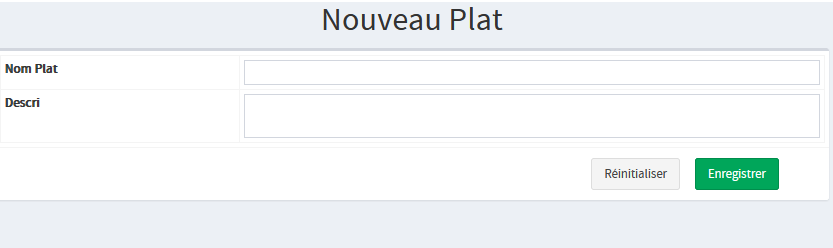 Nouveau Plat
Nom Plat
Descri
Réinitialiser
Enregistrer